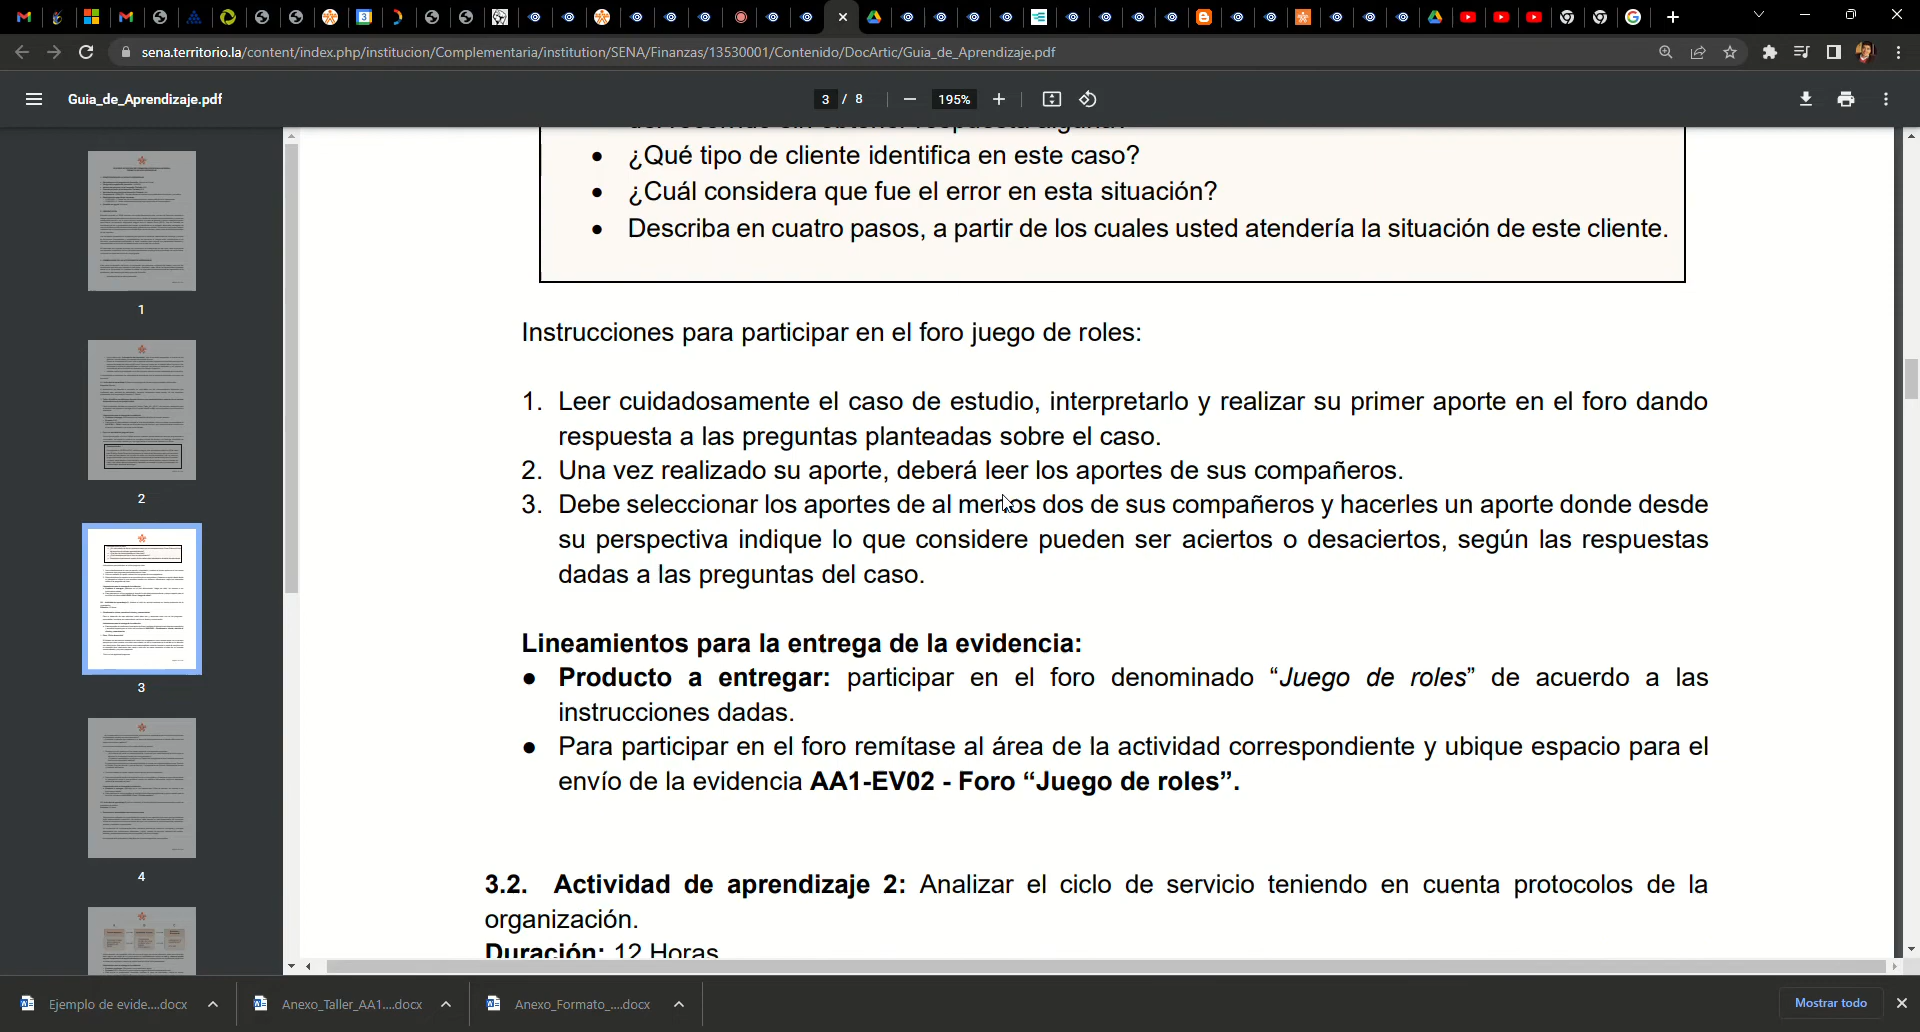 sena.territorio.la/content/index.php/institucion/Complementaria/institution/SENA/Finanzas/13530001/Contenido/DocArtic/Guia_de_Aprendizaje.pdf
Guia_de_Aprendizaje.pdf
3 / 8
195%
¿Qué tipo de cliente identifica en este caso?
¿Cuál considera que fue el error en esta situación?
Describa en cuatro pasos, a partir de los cuales usted atendería la situación de este cliente.
Instrucciones para participar en el foro juego de roles:
1. Leer cuidadosamente el caso de estudio, interpretarlo y realizar su primer aporte en el foro dando
respuesta a las preguntas planteadas sobre el caso.
2. Una vez realizado su aporte, deberá leer los aportes de sus compañeros.
3. Debe seleccionar los aportes de al menos dos de sus compañeros y hacerles un aporte donde desde
su perspectiva indique lo que considere pueden ser aciertos o desaciertos, según las respuestas
dadas a las preguntas del caso.
Lineamientos para la entrega de la evidencia:
● Producto a entregar: participar en el foro denominado “Juego de roles” de acuerdo a las
instrucciones dadas.
● Para participar en el foro remítase al área de la actividad correspondiente y ubique espacio para el
envío de la evidencia AA1-EV02 - Foro “Juego de roles”.
3.2. Actividad de aprendizaje 2: Analizar el ciclo de servicio teniendo en cuenta protocolos de la
organización.
Duración: 12 Horas
1
2
3
4
Ejemplo de evide....docx
Anexo_Taller_AA1....docx
Anexo_Formato_....docx
Mostrar todo